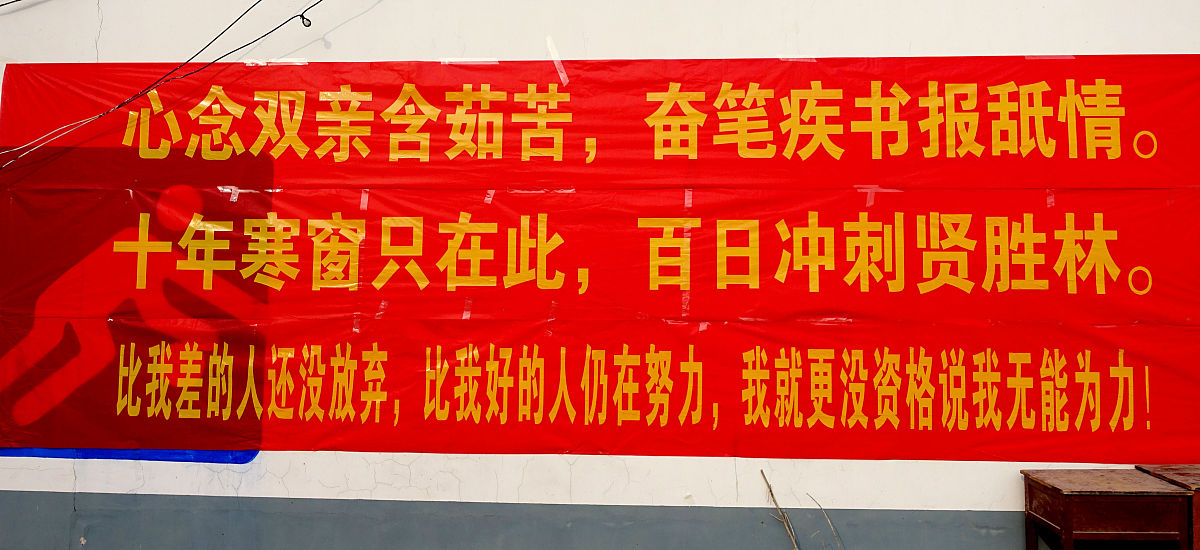 心念双亲含茹苦，奋笔疾书报舐情。
十年寒窗只在此，百日冲刺贤胜林。
比我差的人还没放弃，比我好的人仍在努力，我就更没资格说我无能为力！